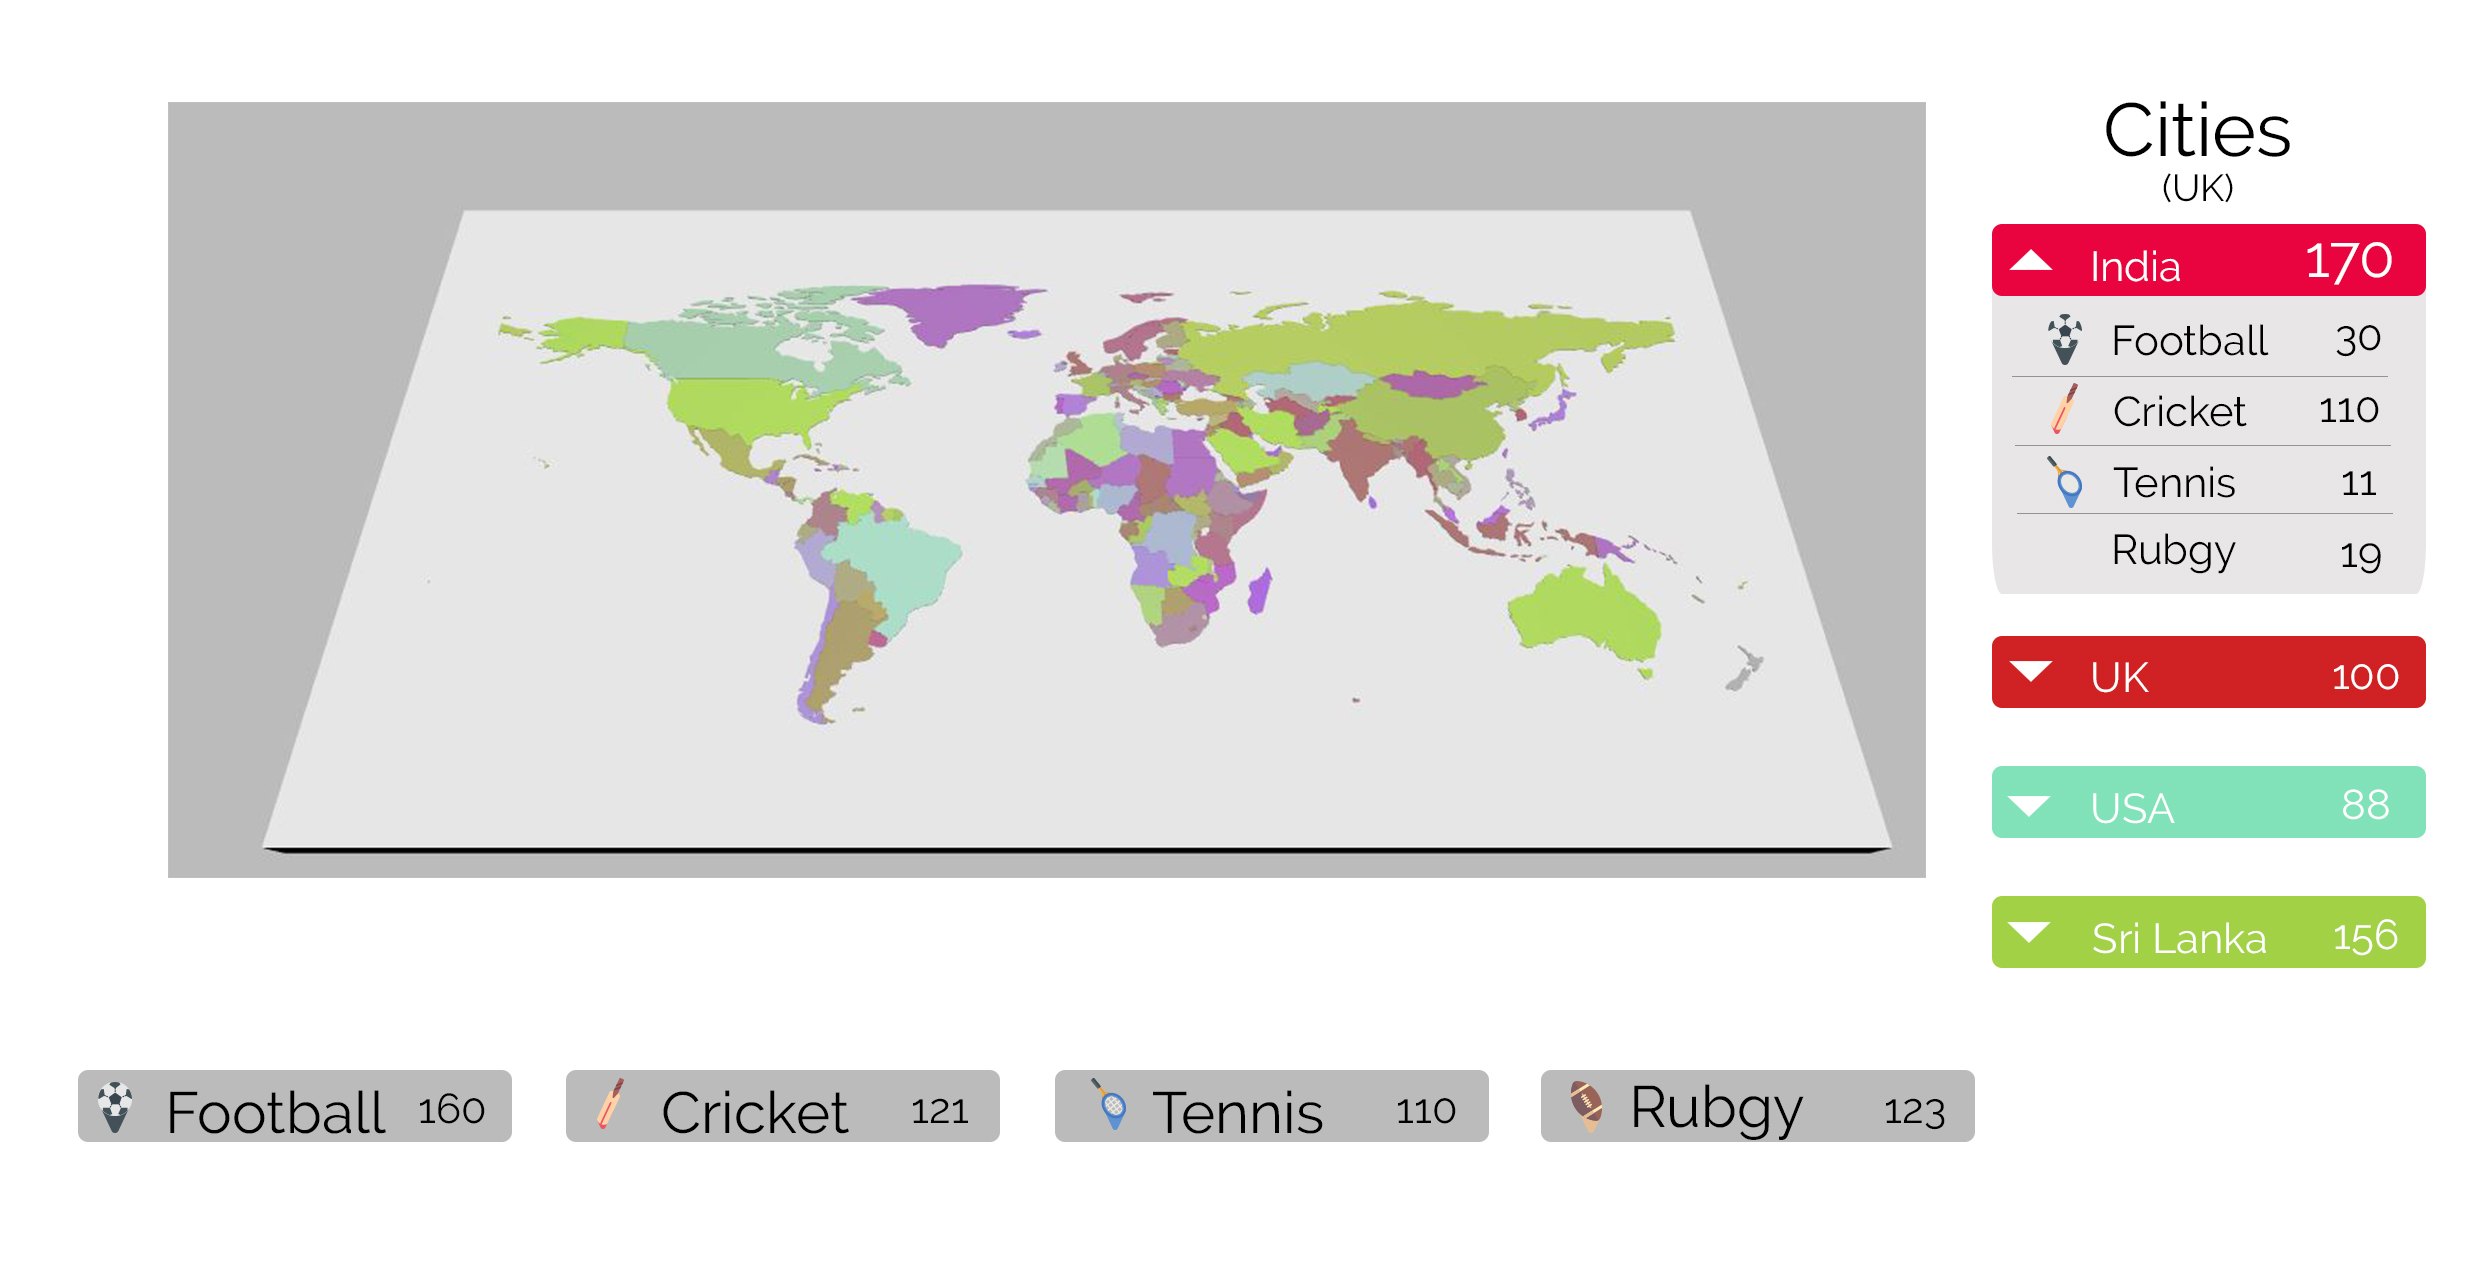 Cities
(UK)
India 170
Football 30
Cricket 110
Tennis 11
Rubgy 19
UK 100
USA 88
Sri Lanka 156
Football 160
Cricket 121
Tennis 110
Rubgy 123